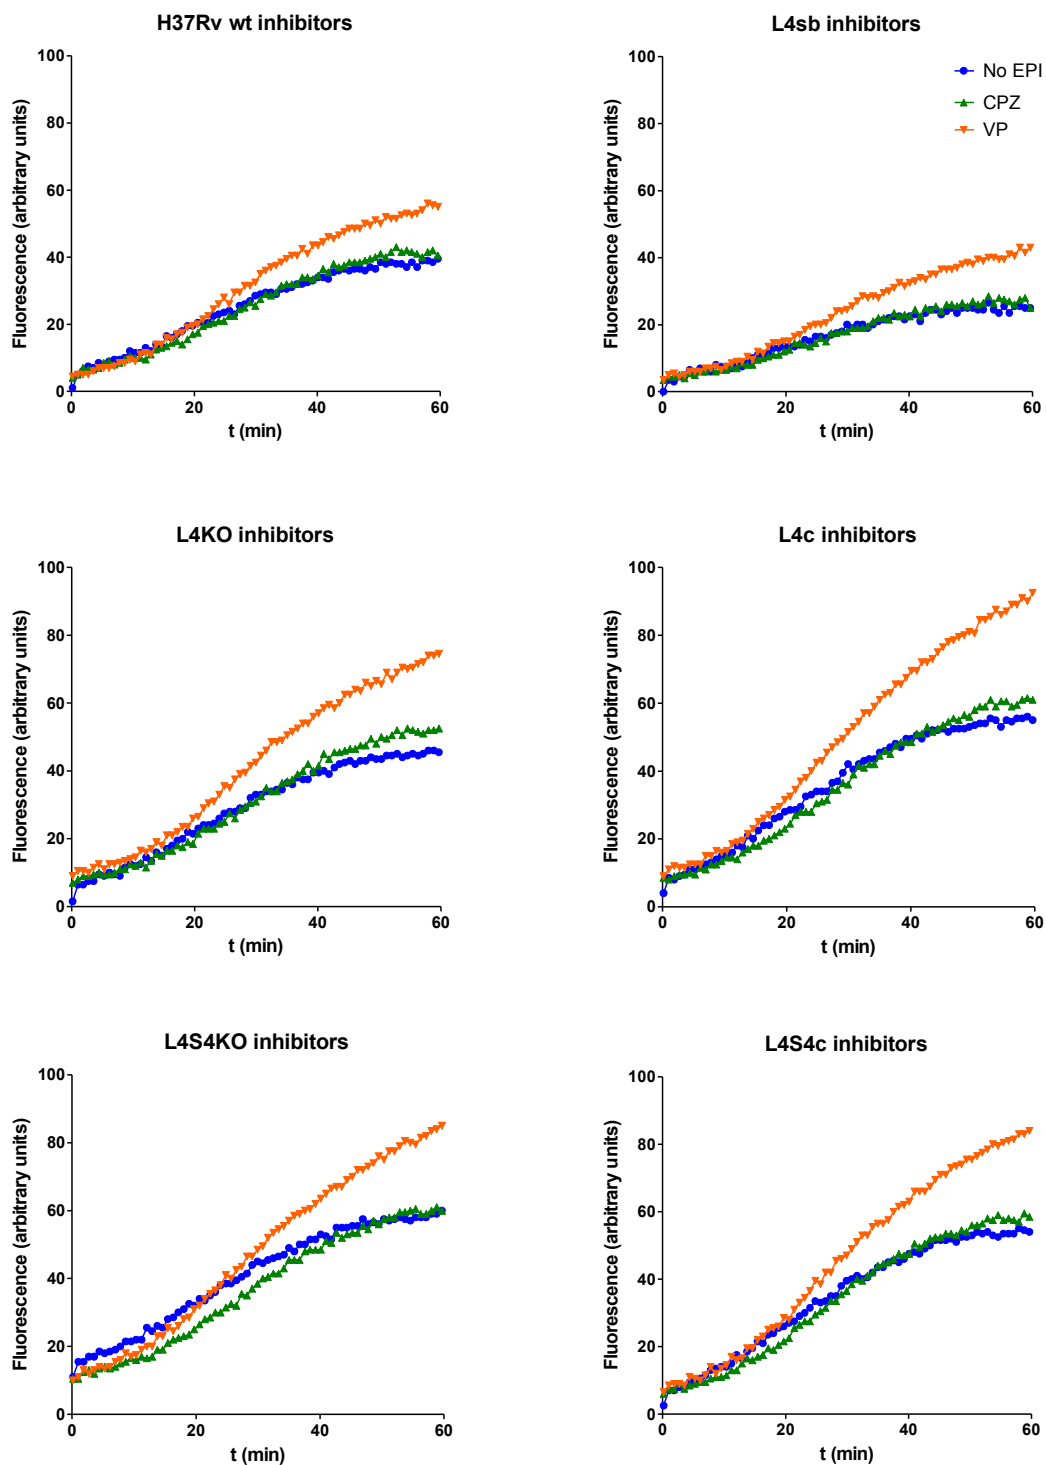 H37Rv wt inhibitors
Fluorescence (arbitrary units)
100
80
60
40
20
0
0 20 40 60
t (min)
L4sb inhibitors
Fluorescence (arbitrary units)
100
80
60
40
20
0
0 20 40 60
t (min)
No EPI
CPZ
VP
L4KO inhibitors
Fluorescence (arbitrary units)
100
80
60
40
20
0
0 20 40 60
t (min)
L4c inhibitors
Fluorescence (arbitrary units)
100
80
60
40
20
0
0 20 40 60
t (min)
L4S4KO inhibitors
Fluorescence (arbitrary units)
100
80
60
40
20
0
0 20 40 60
t (min)
L4S4c inhibitors
Fluorescence (arbitrary units)
100
80
60
40
20
0
0 20 40 60
t (min)